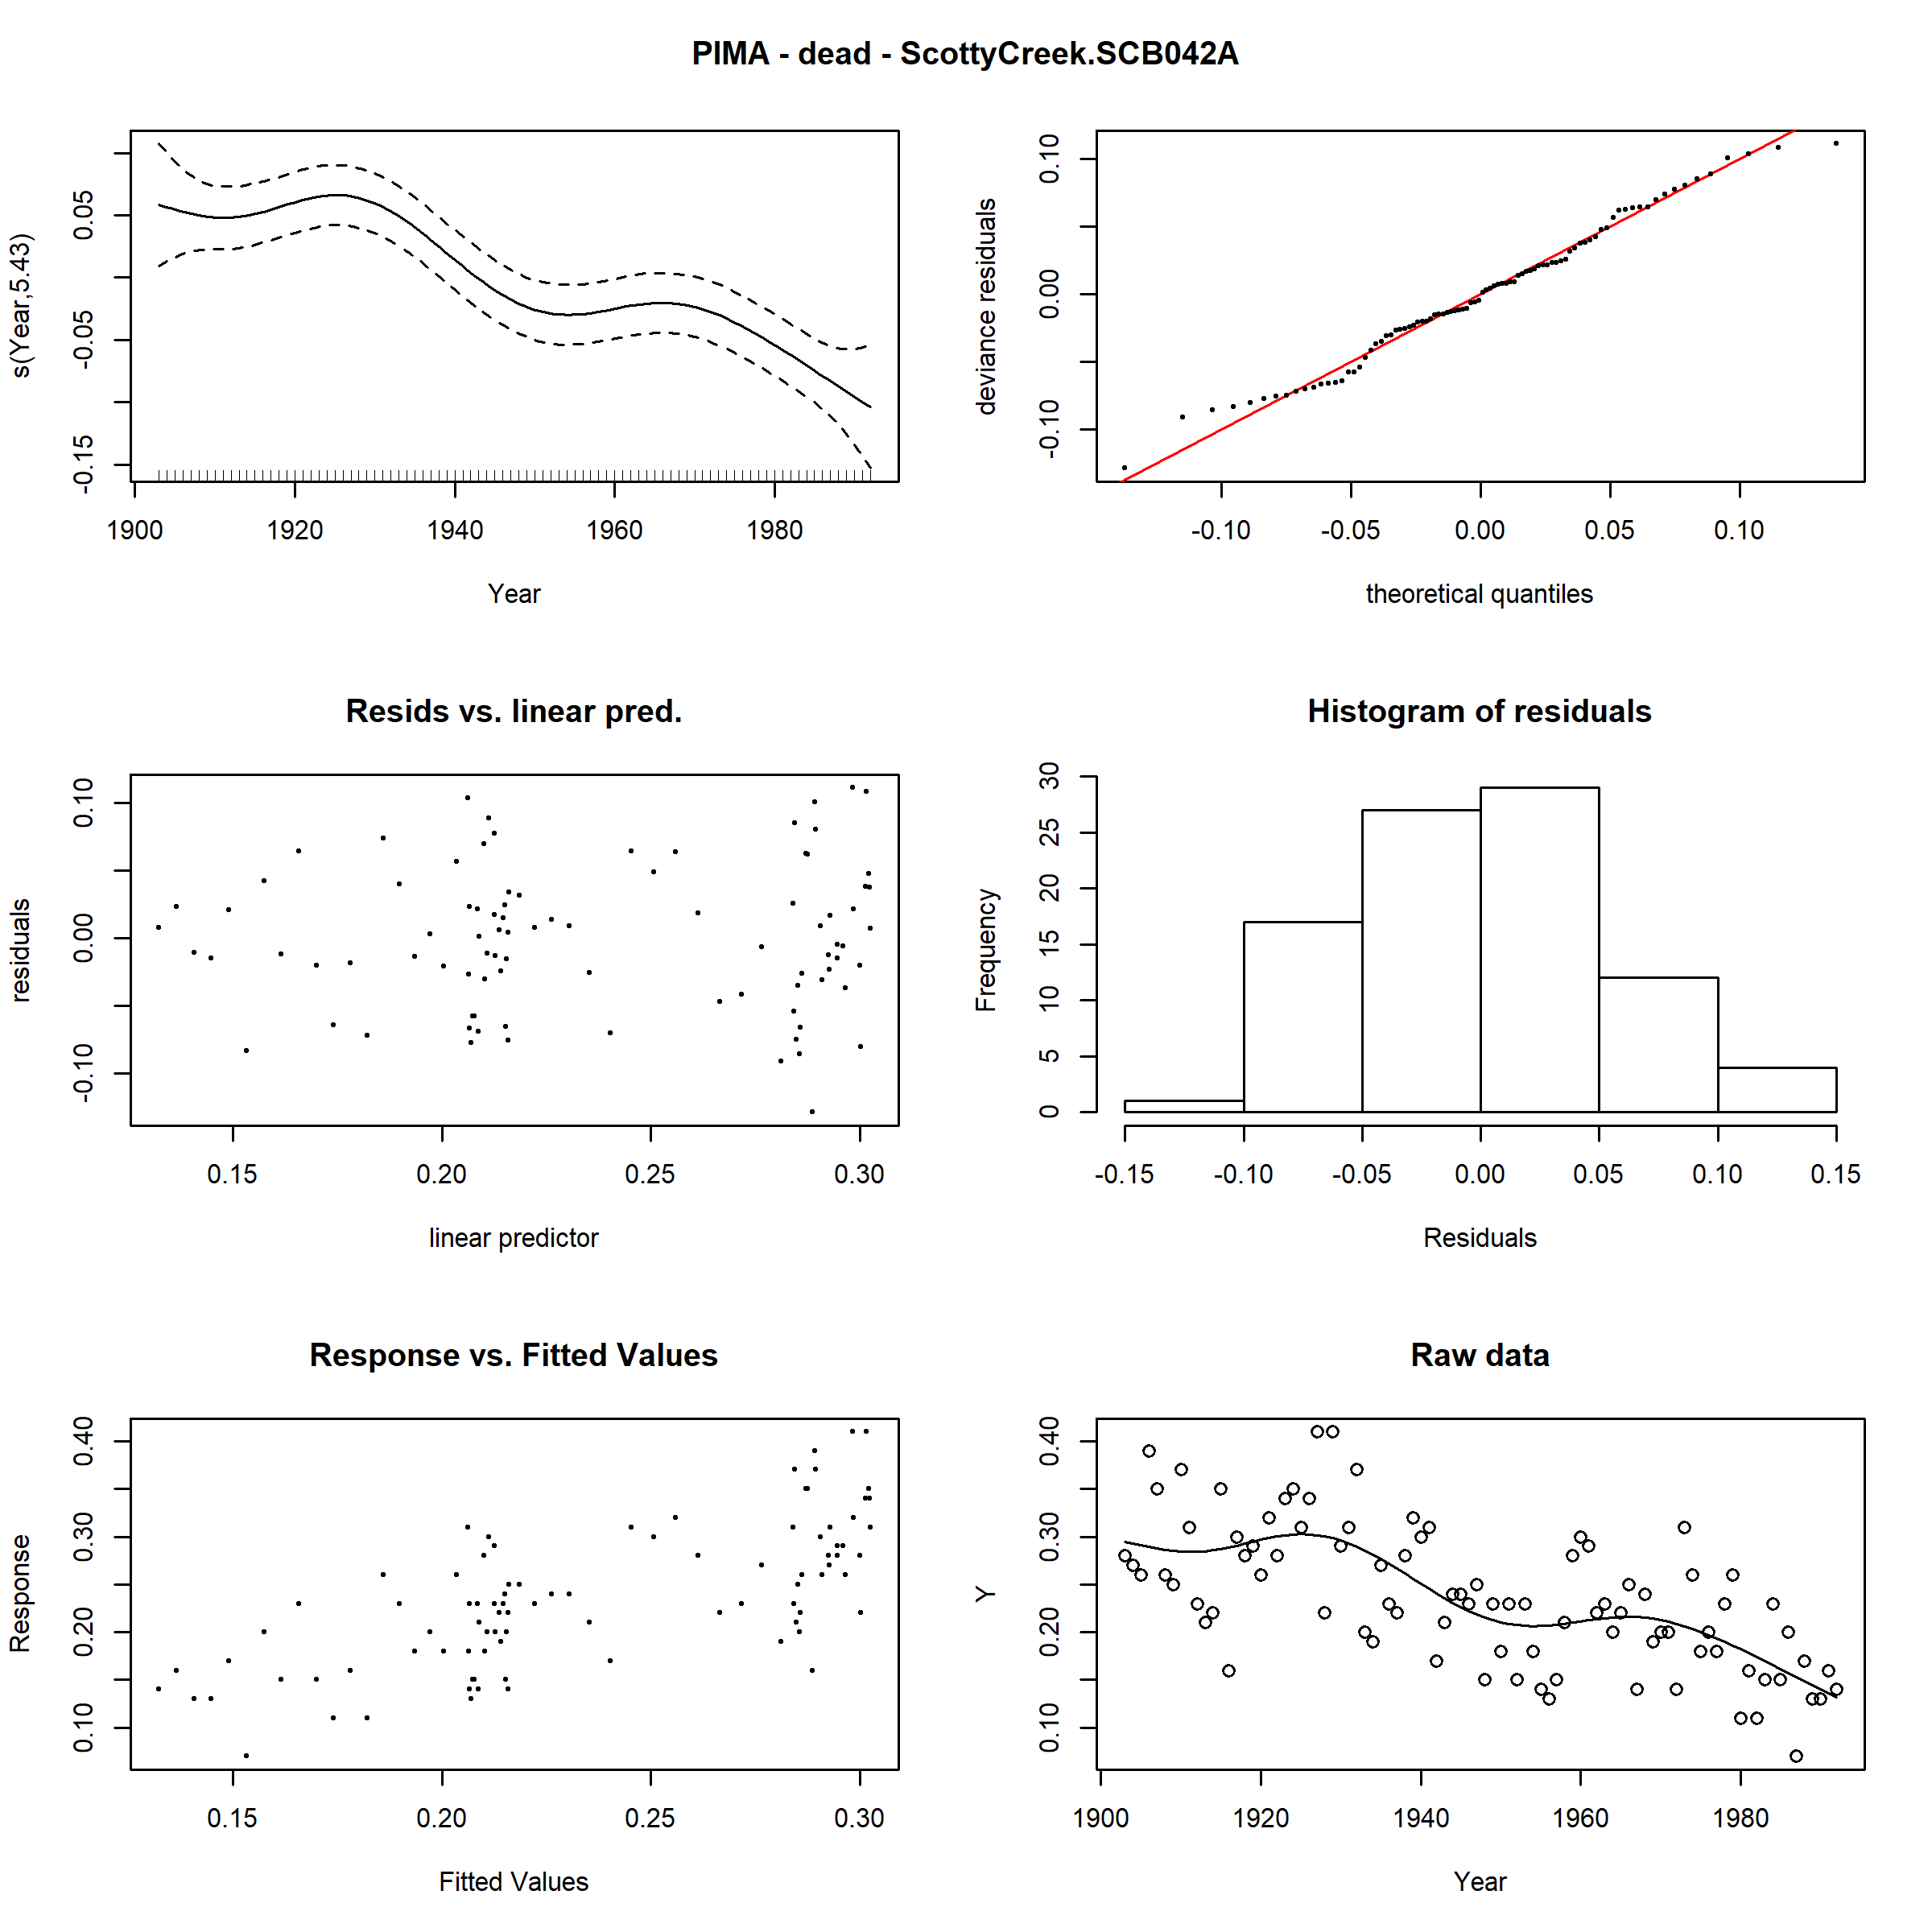 PIMA - dead - ScottyCreek.SCB042A
s(Year,5.43)
-0.15 -0.05 0.05
1900 1920 1940 1960 1980
Year
deviance residuals
-0.10 0.00 0.10
-0.10 -0.05 0.00 0.05 0.10
theoretical quantiles
Resids vs. linear pred.
residuals
-0.10 0.00 0.10
0.15 0.20 0.25 0.30
linear predictor
Histogram of residuals
Frequency
0 5 10 15 20 25 30
-0.15 -0.10 -0.05 0.00 0.05 0.10 0.15
Residuals
Response vs. Fitted Values
Response
0.10 0.20 0.30 0.40
0.15 0.20 0.25 0.30
Fitted Values
Raw data
Y
0.10 0.20 0.30 0.40
1900 1920 1940 1960 1980
Year